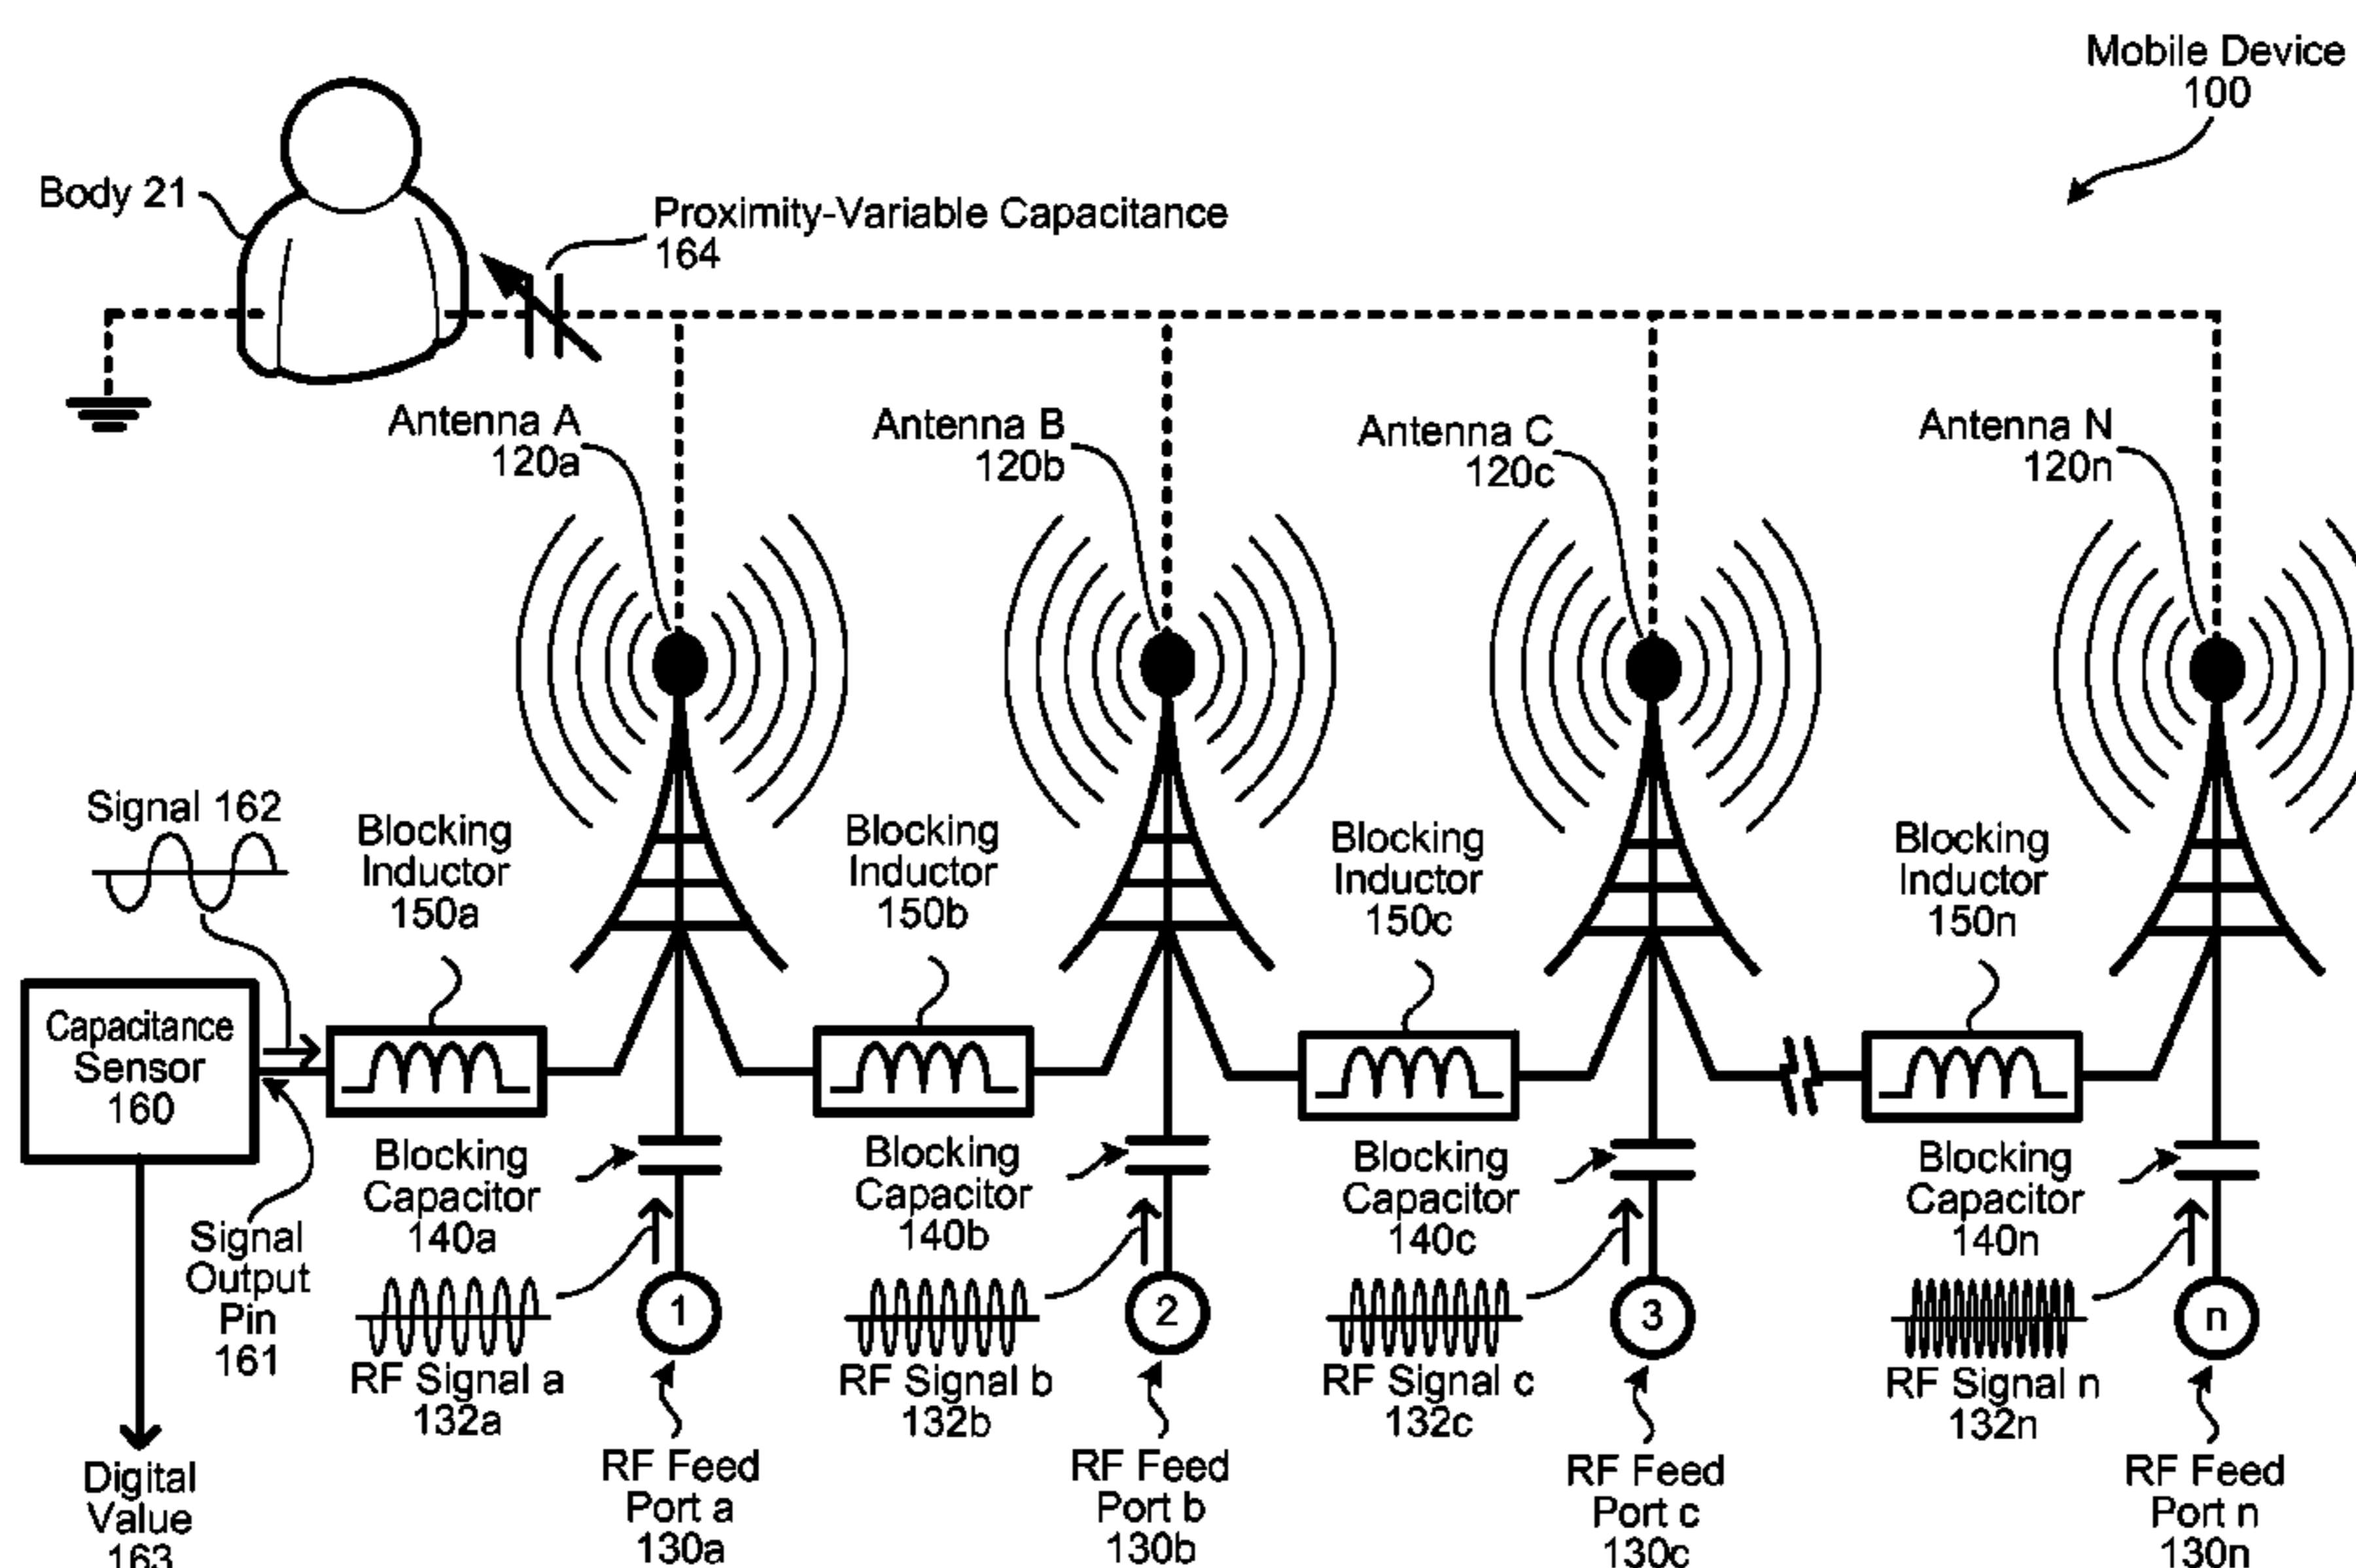 Mobile Device
100
Body 21
Proximity-Variable Capacitance
164
Antenna A
120a
Antenna B
120b
Antenna C
120c
Antenna N
120n
Signal 162
Blocking
Inductor
150a
Blocking
Inductor
150b
Blocking
Inductor
150c
Blocking
Inductor
150n
Capacitance
Sensor
160
Blocking
Capacitor
140a
Blocking
Capacitor
140b
Blocking
Capacitor
140c
Blocking
Capacitor
140n
Signal
Output
Pin
161
1
2
3
n
RF Signal a
132a
RF Signal b
132b
RF Signal c
132c
RF Signal n
132n
Digital
Value
163
RF Feed
Port a
130a
RF Feed
Port b
130b
RF Feed
Port c
130c
RF Feed
Port n
130n